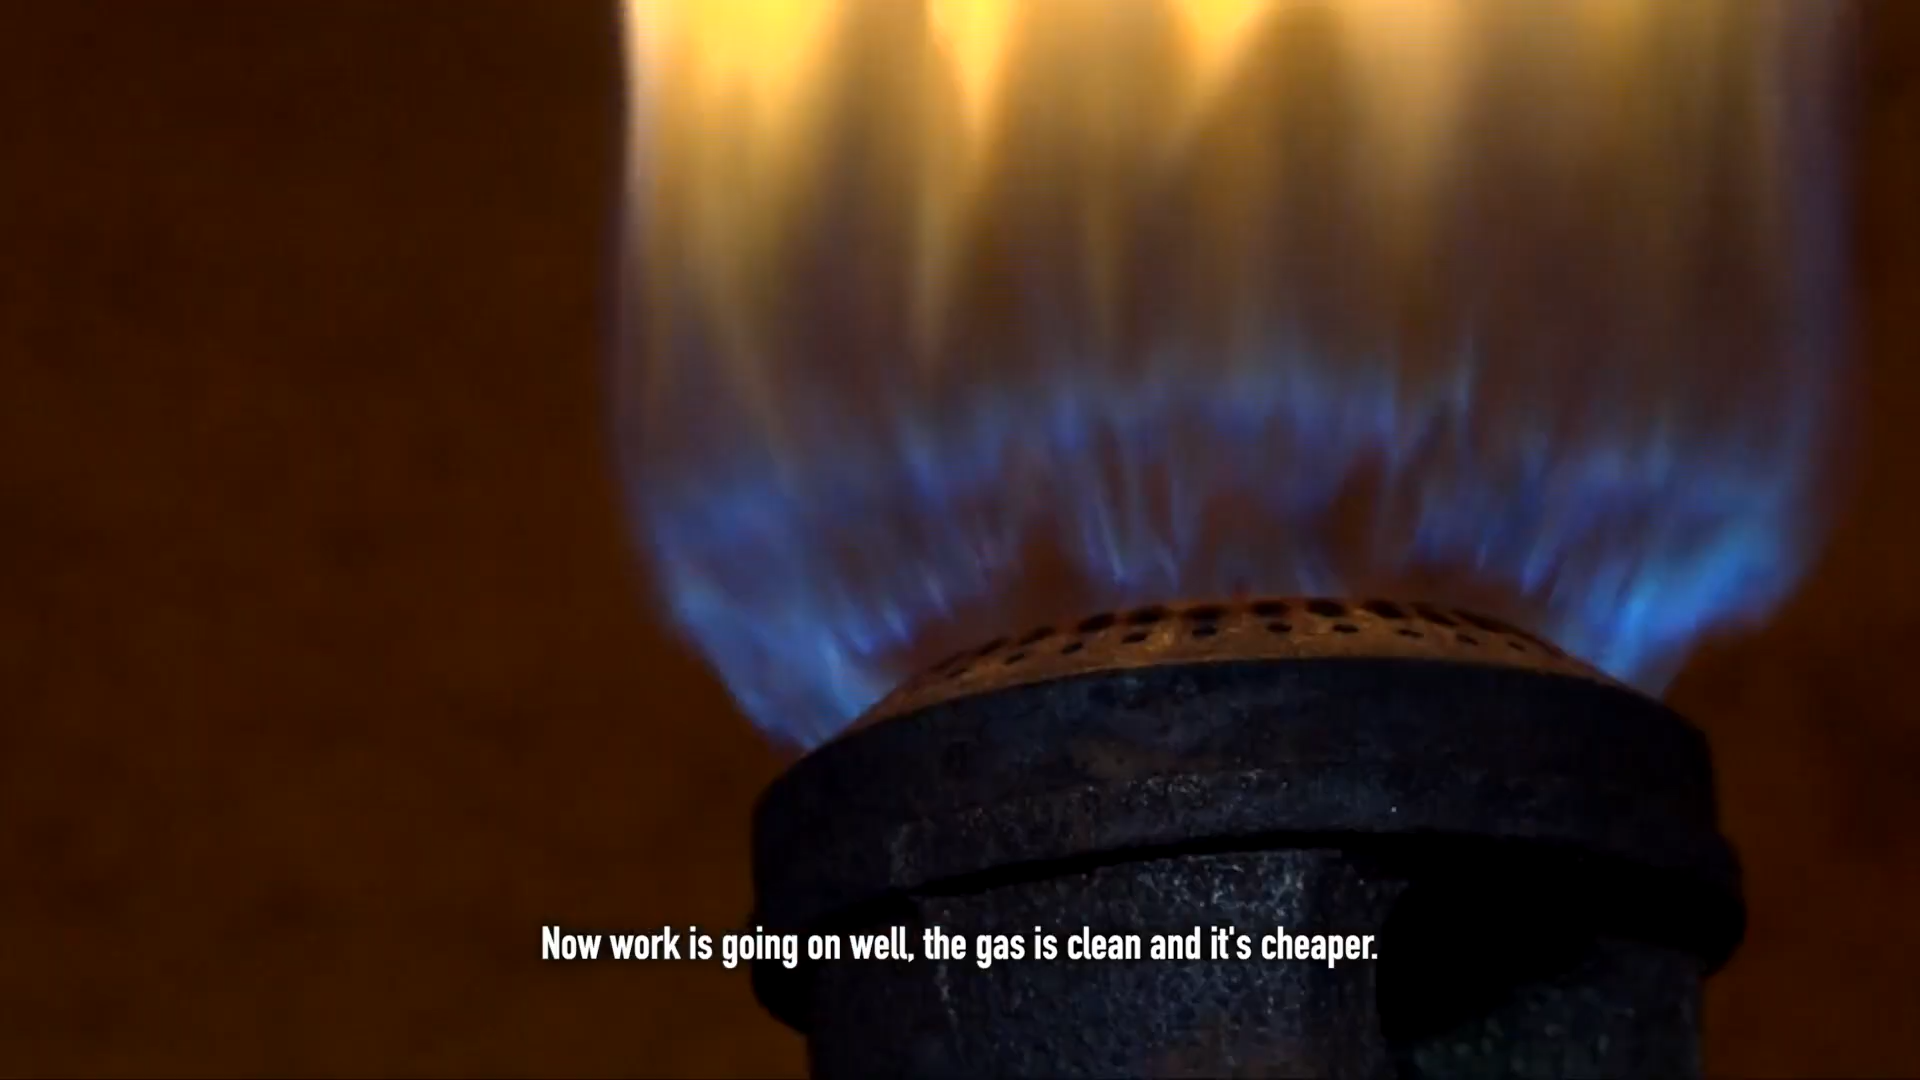 Now work is going on well, the gas is clean and it's cheaper.